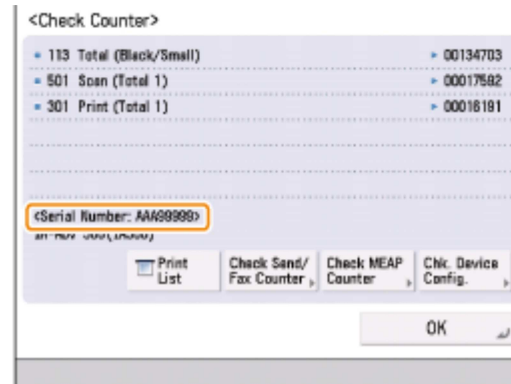 <Check Counter>
113 Total (Black/Small) 00134703
501 Scan (Total 1) 00017582
301 Print (Total 1) 00016191
<Serial Number: AAA99999>
Print List
Check Send/ Fax Counter
Check MEAP Counter
Chk. Device Config.
OK